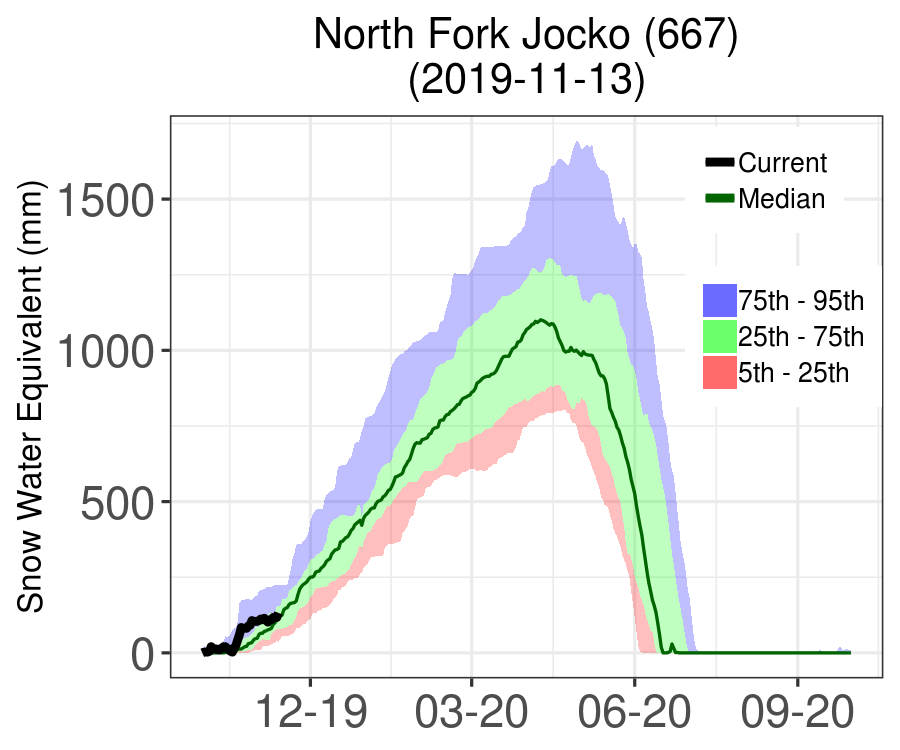 North Fork Jocko (667)
(2019-11-13)
Snow Water Equivalent (mm)
1500
1000
500
0
12-19
03-20
06-20
09-20
Current
Median
75th - 95th
25th - 75th
5th - 25th